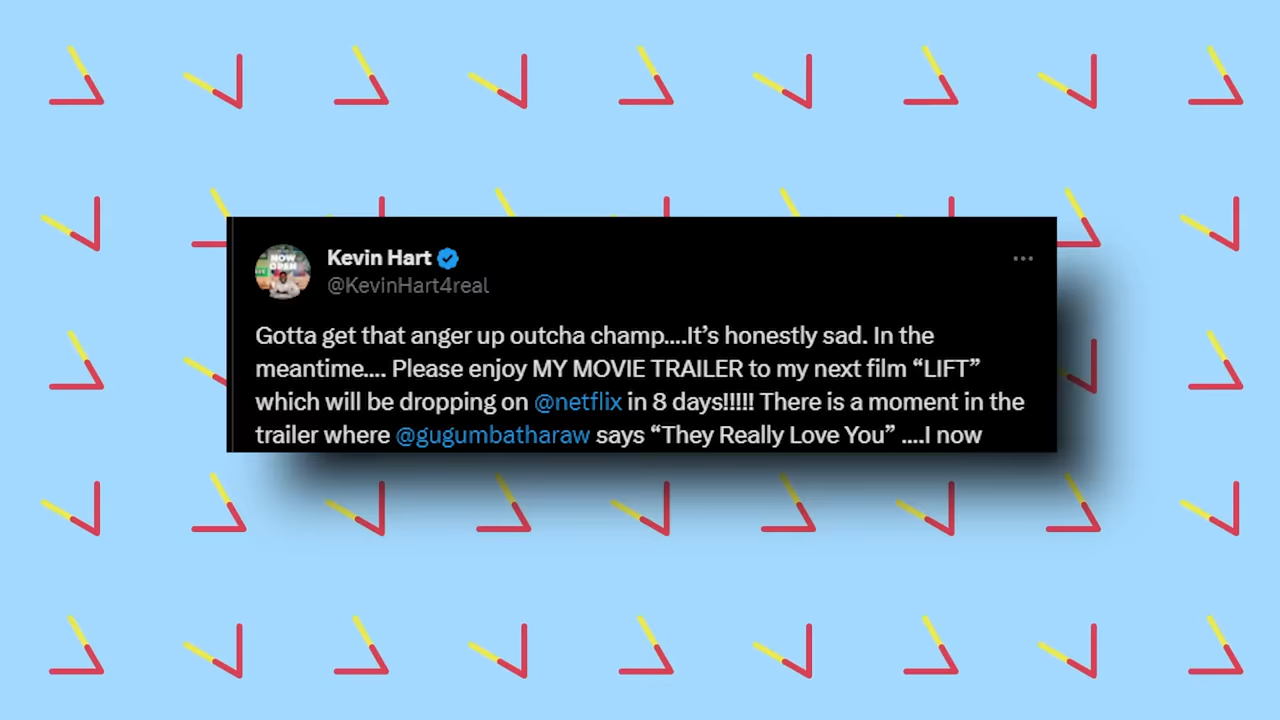 NOW
OPEN
Kevin Hart
@KevinHart4real
Gotta get that anger up outcha champ....It’s honestly sad. In the
meantime.... Please enjoy MY MOVIE TRAILER to my next film “LIFT”
which will be dropping on @netflix in 8 days!!!!! There is a moment in the
trailer where @gugumbatharaw says “They Really Love You” ....I now